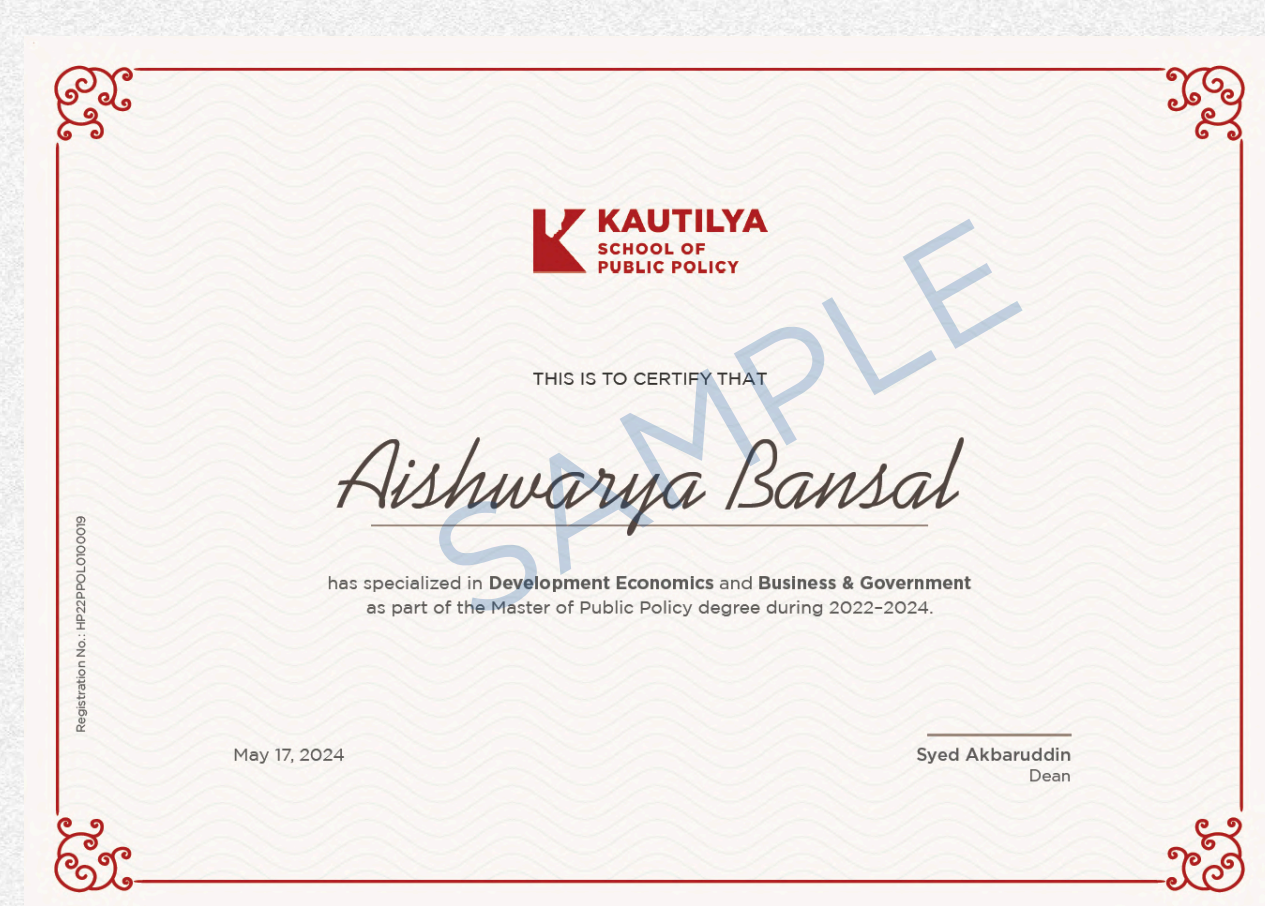 KAUTILYA
SCHOOL OF
PUBLIC POLICY
THIS IS TO CERTIFY THAT
Aishwarya Bansal
SAMPLE
has specialized in Development Economics and Business & Government
as part of the Master of Public Policy degree during 2022–2024.
Registration No.: HP22PPOL0100019
May 17, 2024
Syed Akbaruddin
Dean